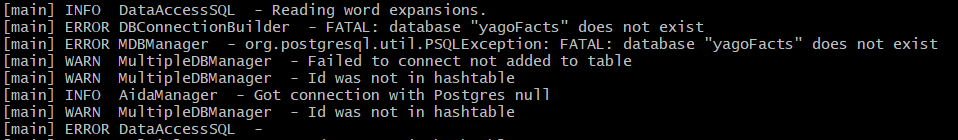 [main] INFO  DataAccessSQL  - Reading word expansions.
[main] ERROR DBConnectionBuilder  - FATAL: database "yagoFacts" does not exist
[main] ERROR MDBManager  - org.postgresql.util.PSQLException: FATAL: database "yagoFacts" does not exist
[main] WARN  MultipleDBManager  - Failed to connect not added to table
[main] WARN  MultipleDBManager  - Id was not in hashtable
[main] INFO  AidaManager  - Got connection with Postgres null
[main] WARN  MultipleDBManager  - Id was not in hashtable
[main] ERROR DataAccessSQL  -